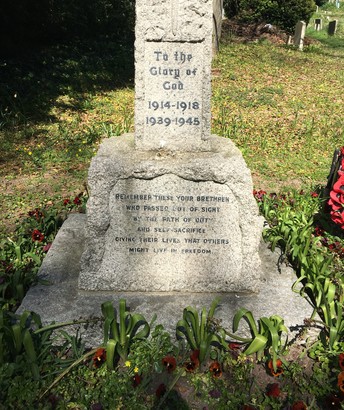 To the
Glory of
God
1914-1918
1939-1945
REMEMBER THESE YOUR BRETHREN
WHO PASSED OUT OF SIGHT
BY THE PATH OF DUTY
AND SELF-SACRIFICE
GIVING THEIR LIVES THAT OTHERS
MIGHT LIVE IN FREEDOM